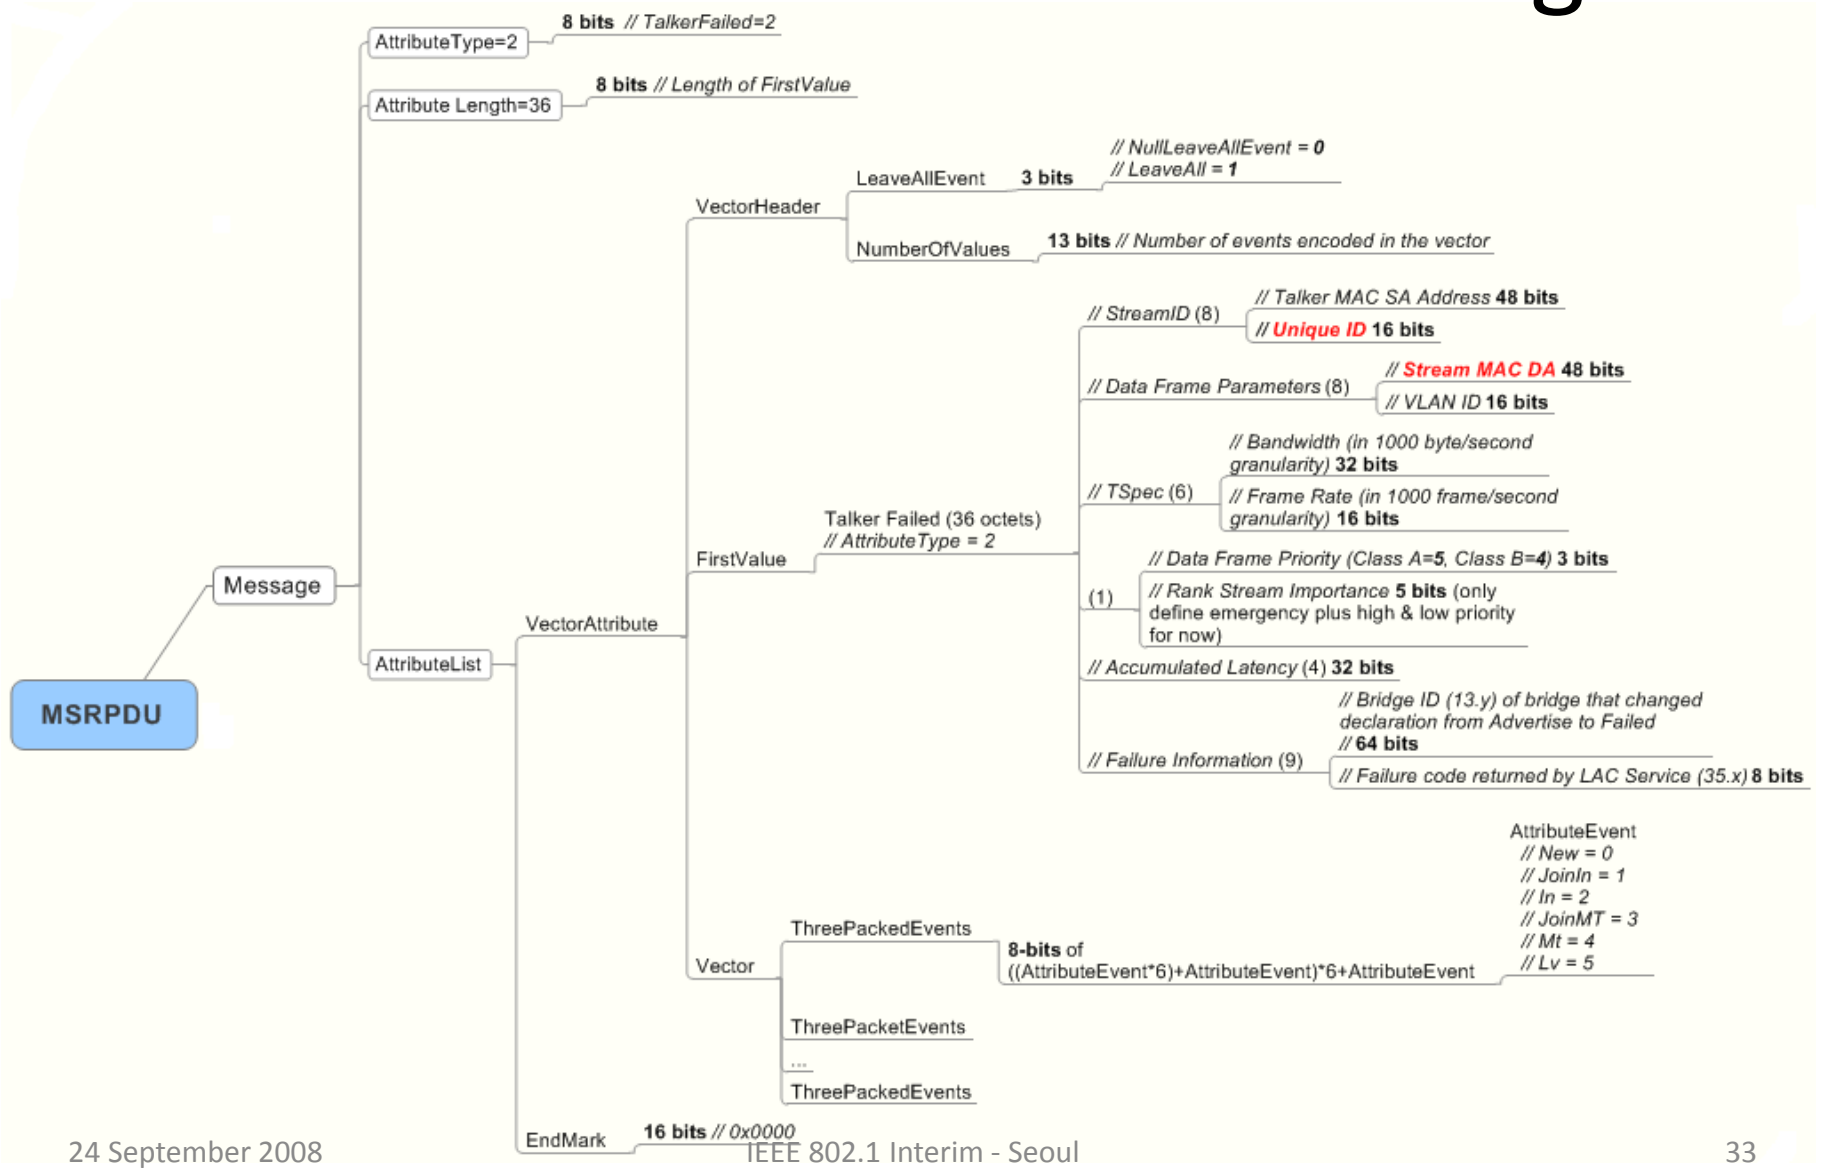 g
8 bits // TalkerFailed=2
AttributeType=2
8 bits // Length of FirstValue
Attribute Length=36
// NullLeaveAllEvent = 0
// LeaveAll = 1
LeaveAllEvent 3 bits
VectorHeader
NumberOfValues 13 bits // Number of events encoded in the vector
// StreamID (8)
// Talker MAC SA Address 48 bits
// Unique ID 16 bits
// Data Frame Parameters (8)
// Stream MAC DA 48 bits
// VLAN ID 16 bits
// Bandwidth (in 1000 byte/second
granularity) 32 bits
// TSpec (6)
// Frame Rate (in 1000 frame/second
granularity) 16 bits
Talker Failed (36 octets)
// AttributeType = 2
FirstValue
// Data Frame Priority (Class A=5, Class B=4) 3 bits
(1)
// Rank Stream Importance 5 bits (only
define emergency plus high & low priority
for now)
Message
VectorAttribute
AttributeList
// Accumulated Latency (4) 32 bits
MSRPDU
// Bridge ID (13.y) of bridge that changed
declaration from Advertise to Failed
// 64 bits
// Failure Information (9)
// Failure code returned by LAC Service (35.x) 8 bits
AttributeEvent
// New = 0
// JoinIn = 1
// In = 2
// JoinMT = 3
// Mt = 4
// Lv = 5
ThreePackedEvents
8-bits of
((AttributeEvent*6)+AttributeEvent)*6+AttributeEvent
Vector
ThreePacketEvents
...
ThreePackedEvents
EndMark 16 bits // 0x0000
24 September 2008
IEEE 802.1 Interim - Seoul
33